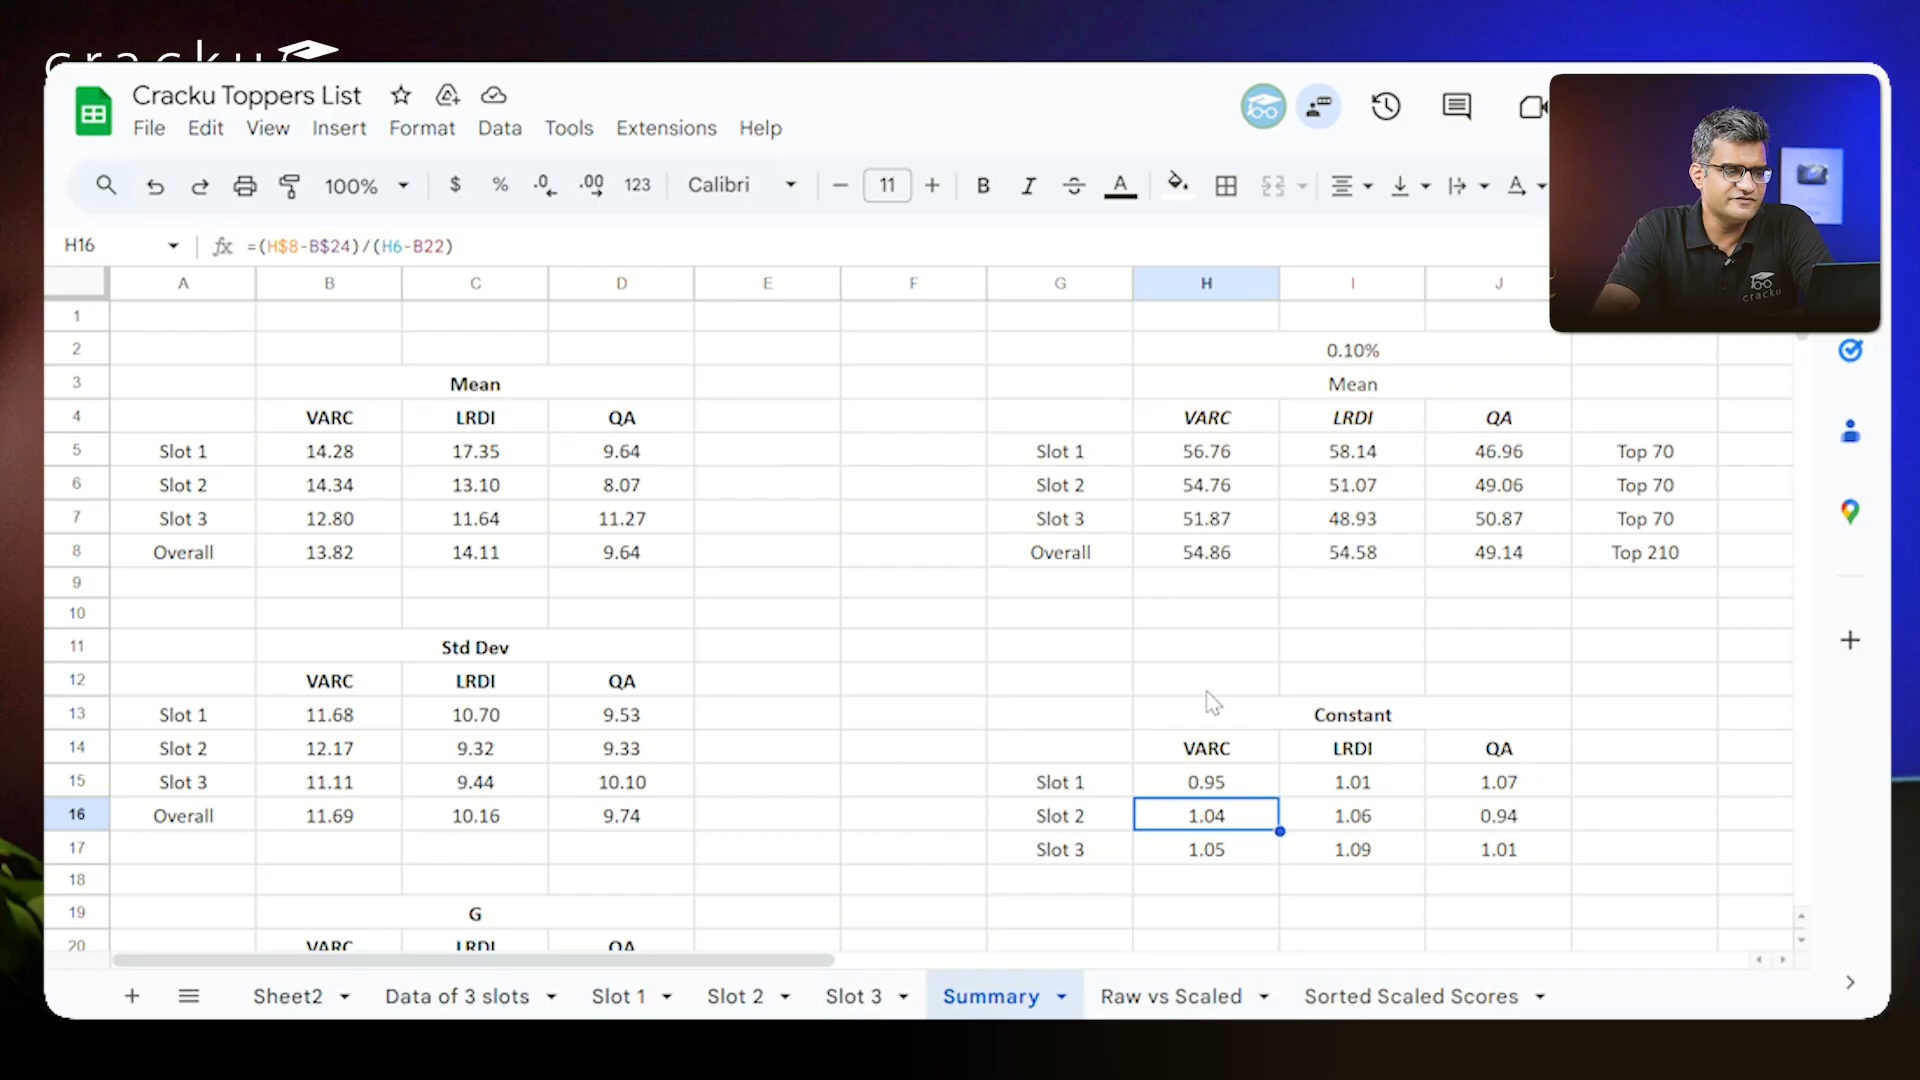 cracku
Cracku Toppers List
File Edit View Insert Format Data Tools Extensions Help
100% $ % .0 .00 123 Calibri 11 B I A A
H16 fx =(H$8-B$24)/(H6-B22)
A B C D E F G H I J
1
2 0.10%
3 Mean Mean
4 VARC LRDI QA VARC LRDI QA
5 Slot 1 14.28 17.35 9.64 Slot 1 56.76 58.14 46.96 Top 70
6 Slot 2 14.34 13.10 8.07 Slot 2 54.76 51.07 49.06 Top 70
7 Slot 3 12.80 11.64 11.27 Slot 3 51.87 48.93 50.87 Top 70
8 Overall 13.82 14.11 9.64 Overall 54.86 54.58 49.14 Top 210
9
10
11 Std Dev
12 VARC LRDI QA
13 Slot 1 11.68 10.70 9.53 Constant
14 Slot 2 12.17 9.32 9.33 VARC LRDI QA
15 Slot 3 11.11 9.44 10.10 Slot 1 0.95 1.01 1.07
16 Overall 11.69 10.16 9.74 Slot 2 1.04 1.06 0.94
17 Slot 3 1.05 1.09 1.01
18
19 G
20 VARC LRDI QA
Sheet2 Data of 3 slots Slot 1 Slot 2 Slot 3 Summary Raw vs Scaled Sorted Scaled Scores
cracku